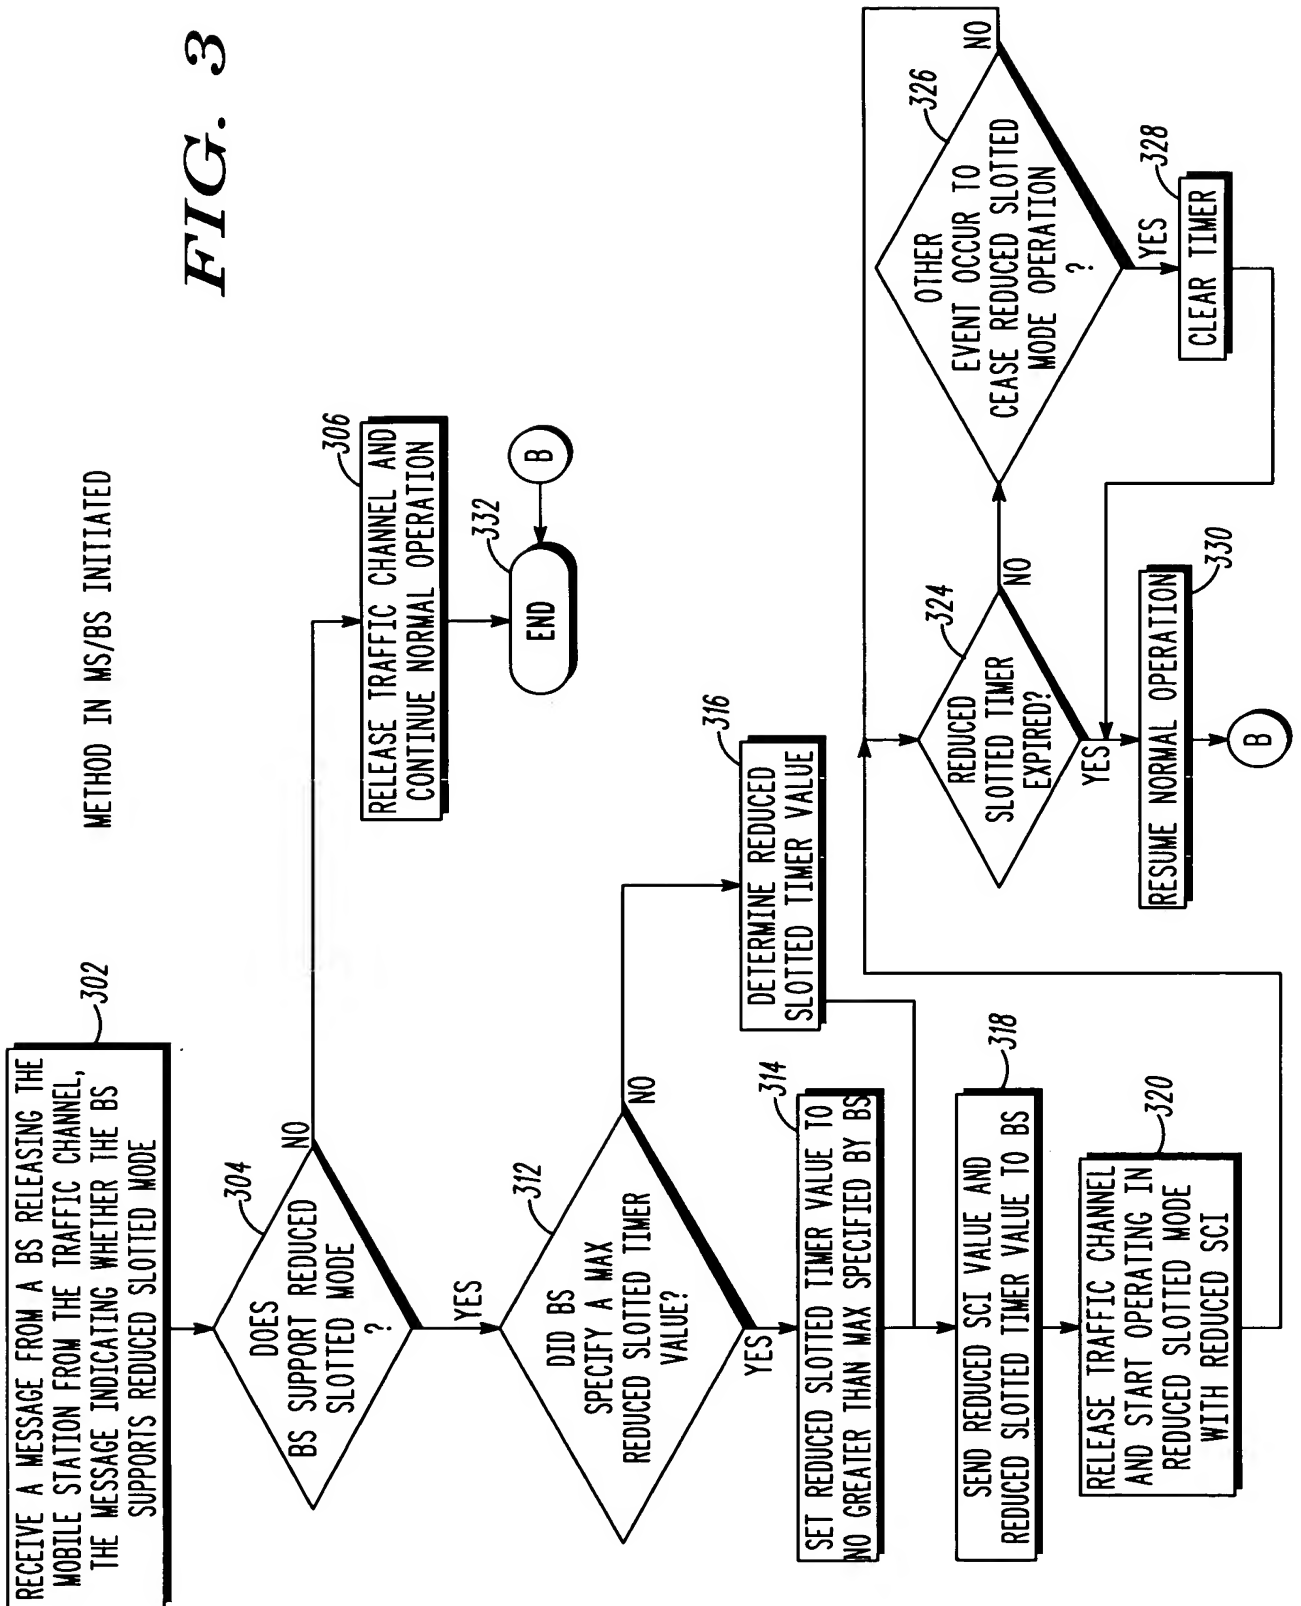 METHOD IN MS/BS INITIATED
FIG. 3
RECEIVE A MESSAGE FROM A BS RELEASING THE
MOBILE STATION FROM THE TRAFFIC CHANNEL,
THE MESSAGE INDICATING WHETHER THE BS
SUPPORTS REDUCED SLOTTED MODE
302
DOES
BS SUPPORT REDUCED
SLOTTED MODE
?
304
NO
YES
RELEASE TRAFFIC CHANNEL AND
CONTINUE NORMAL OPERATION
306
END
332
B
DID BS
SPECIFY A MAX
REDUCED SLOTTED TIMER
VALUE?
312
NO
YES
SET REDUCED SLOTTED TIMER VALUE TO
NO GREATER THAN MAX SPECIFIED BY BS
314
DETERMINE REDUCED
SLOTTED TIMER VALUE
316
SEND REDUCED SCI VALUE AND
REDUCED SLOTTED TIMER VALUE TO BS
318
RELEASE TRAFFIC CHANNEL
AND START OPERATING IN
REDUCED SLOTTED MODE
WITH REDUCED SCI
320
REDUCED
SLOTTED TIMER
EXPIRED?
324
NO
YES
OTHER
EVENT OCCUR TO
CEASE REDUCED SLOTTED
MODE OPERATION
?
326
NO
YES
CLEAR TIMER
328
RESUME NORMAL OPERATION
330
B